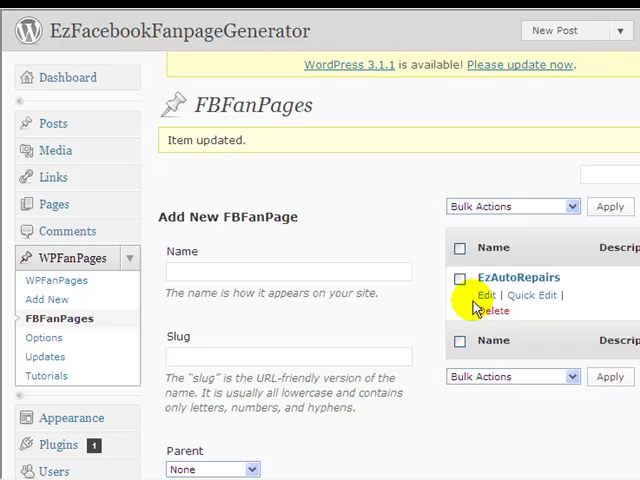 EzFacebookFanpageGenerator
New Post
WordPress 3.1.1 is available! Please update now.
Dashboard
FBFanPages
Item updated.
Posts
Media
Links
Pages
Comments
WPFanPages
WPFanPages
Add New
FBFanPages
Options
Updates
Tutorials
Appearance
Plugins 1
Users
Add New FBFanPage
Name
The name is how it appears on your site.
Slug
The “slug” is the URL-friendly version of the
name. It is usually all lowercase and contains
only letters, numbers, and hyphens.
Parent
None
Bulk Actions Apply
Name Descrip
EzAutoRepairs
Edit | Quick Edit |
Delete
Name Descrip
Bulk Actions Apply